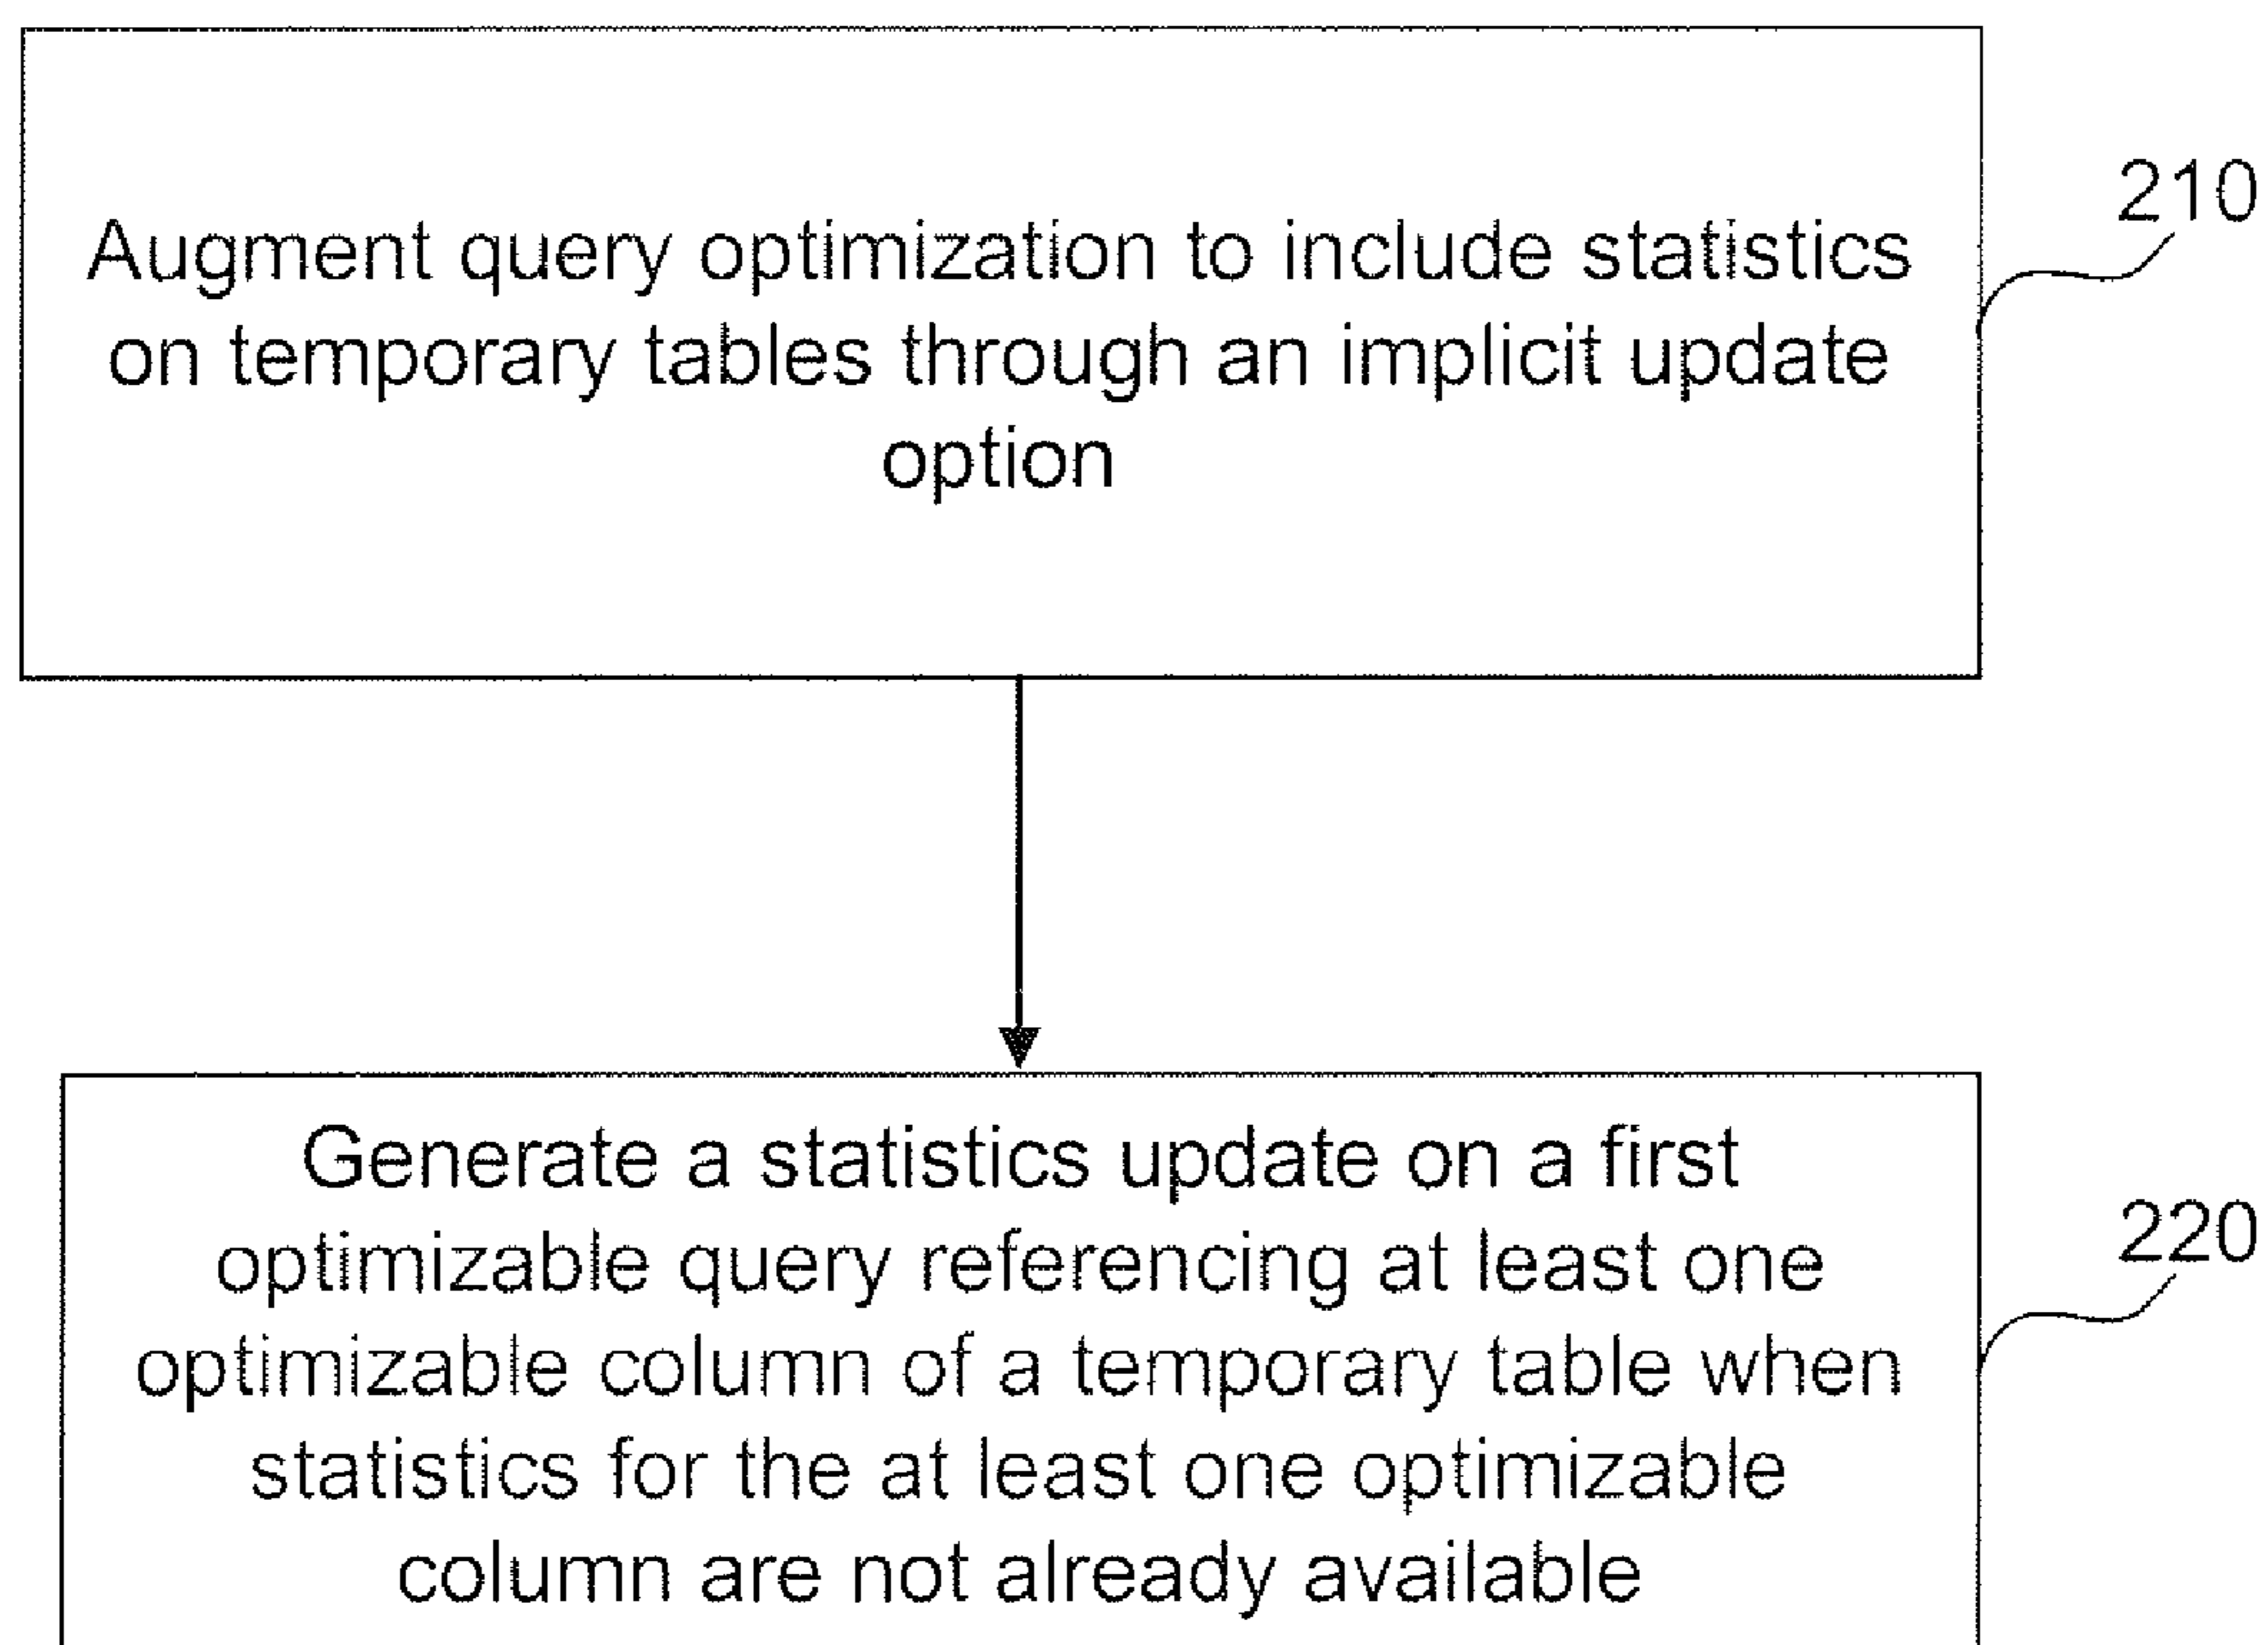 Augment query optimization to include statistics
on temporary tables through an implicit update
option
210
Generate a statistics update on a first
optimizable query referencing at least one
optimizable column of a temporary table when
statistics for the at least one optimizable
column are not already available
220